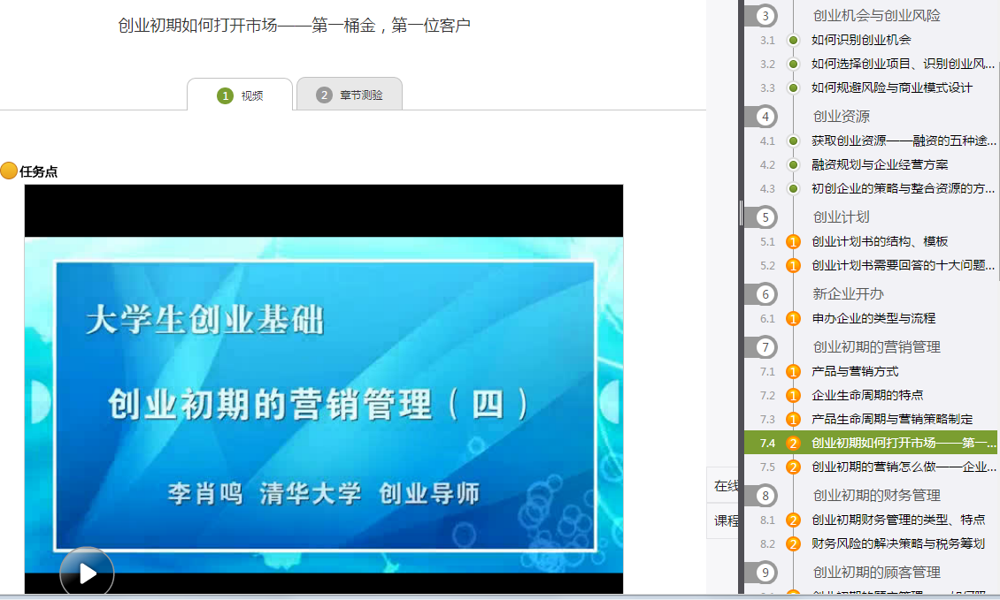 创业初期如何打开市场——第一桶金，第一位客户
1 视频
2 章节测验
任务点
大学生创业基础
创业初期的营销管理（四）
李肖鸣 清华大学 创业导师
在线
课程
3 创业机会与创业风险
3.1 如何识别创业机会
3.2 如何选择创业项目、识别创业风...
3.3 如何规避风险与商业模式设计
4 创业资源
4.1 获取创业资源——融资的五种途...
4.2 融资规划与企业经营方案
4.3 初创企业的策略与整合资源的方...
5 创业计划
5.1 1 创业计划书的结构、模板
5.2 1 创业计划书需要回答的十大问题...
6 新企业开办
6.1 1 申办企业的类型与流程
7 创业初期的营销管理
7.1 1 产品与营销方式
7.2 1 企业生命周期的特点
7.3 1 产品生命周期与营销策略制定
7.4 2 创业初期如何打开市场——第一...
7.5 2 创业初期的营销怎么做——企业...
8 创业初期的财务管理
8.1 2 创业初期财务管理的类型、特点
8.2 2 财务风险的解决策略与税务筹划
9 创业初期的顾客管理